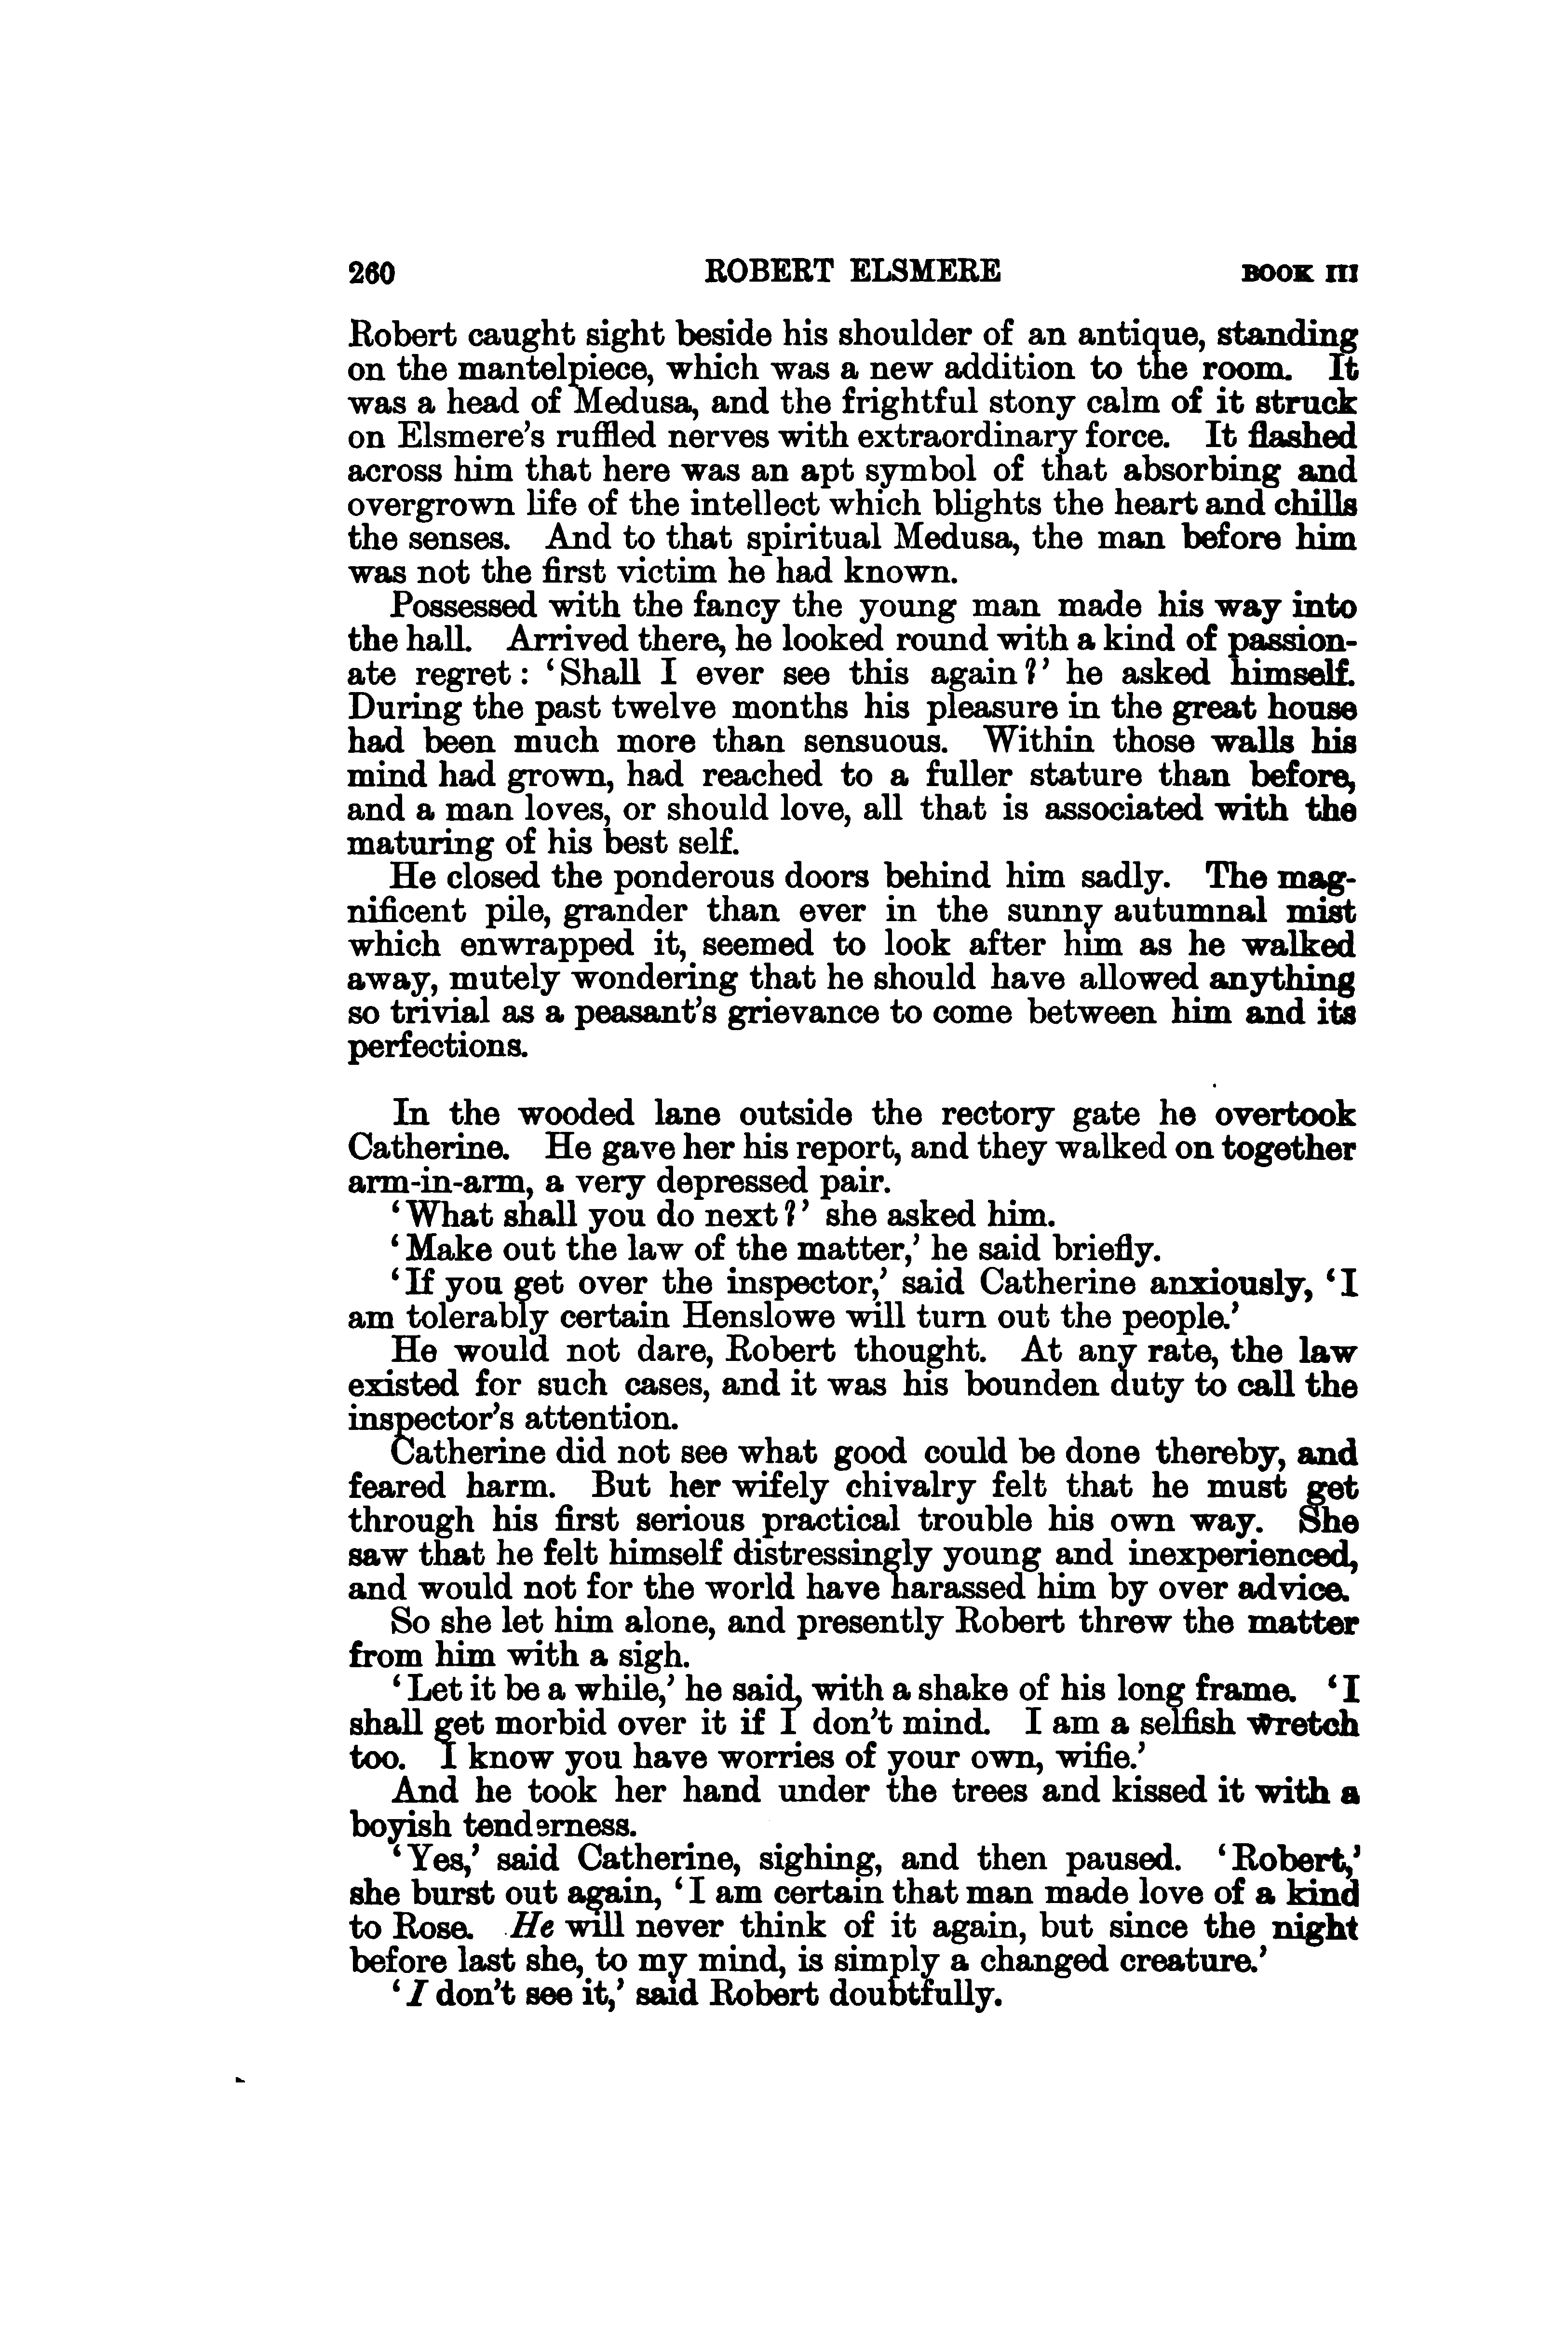 260 ROBERT ELSMERE BOOK III
Robert caught sight beside his shoulder of an antique, standing
on the mantelpiece, which was a new addition to the room. It
was a head of Medusa, and the frightful stony calm of it struck
on Elsmere's ruffled nerves with extraordinary force. It flashed
across him that here was an apt symbol of that absorbing and
overgrown life of the intellect which blights the heart and chills
the senses. And to that spiritual Medusa, the man before him
was not the first victim he had known.
Possessed with the fancy the young man made his way into
the hall. Arrived there, he looked round with a kind of passion-
ate regret: 'Shall I ever see this again?' he asked himself.
During the past twelve months his pleasure in the great house
had been much more than sensuous. Within those walls his
mind had grown, had reached to a fuller stature than before,
and a man loves, or should love, all that is associated with the
maturing of his best self.
He closed the ponderous doors behind him sadly. The mag-
nificent pile, grander than ever in the sunny autumnal mist
which enwrapped it, seemed to look after him as he walked
away, mutely wondering that he should have allowed anything
so trivial as a peasant's grievance to come between him and its
perfections.
In the wooded lane outside the rectory gate he overtook
Catherine. He gave her his report, and they walked on together
arm-in-arm, a very depressed pair.
'What shall you do next?' she asked him.
'Make out the law of the matter,' he said briefly.
'If you get over the inspector,' said Catherine anxiously, 'I
am tolerably certain Henslowe will turn out the people.'
He would not dare, Robert thought. At any rate, the law
existed for such cases, and it was his bounden duty to call the
inspector's attention.
Catherine did not see what good could be done thereby, and
feared harm. But her wifely chivalry felt that he must get
through his first serious practical trouble his own way. She
saw that he felt himself distressingly young and inexperienced,
and would not for the world have harassed him by over advice.
So she let him alone, and presently Robert threw the matter
from him with a sigh.
'Let it be a while,' he said, with a shake of his long frame. 'I
shall get morbid over it if I don't mind. I am a selfish wretch
too. I know you have worries of your own, wifie.'
And he took her hand under the trees and kissed it with a
boyish tenderness.
'Yes,' said Catherine, sighing, and then paused. 'Robert,'
she burst out again, 'I am certain that man made love of a kind
to Rose. He will never think of it again, but since the night
before last she, to my mind, is simply a changed creature.'
'I don't see it,' said Robert doubtfully.